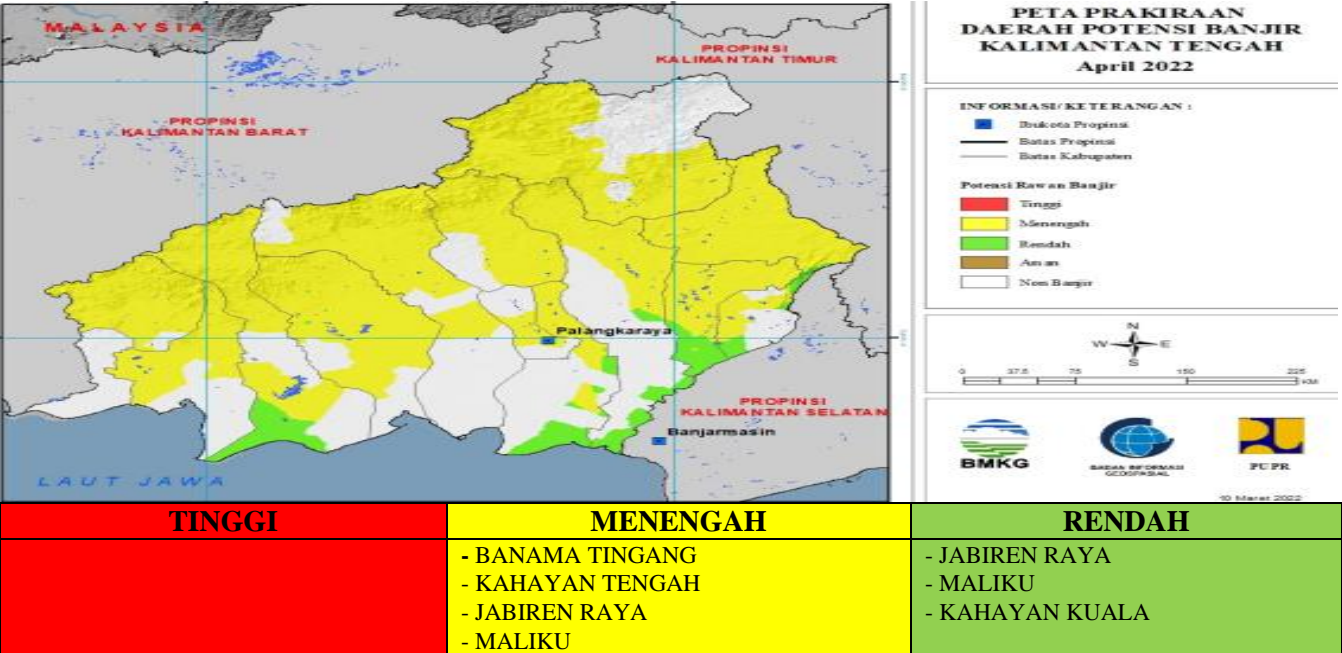 MALAYSIA
PROPINSI
KALIMANTAN TIMUR
PROPINSI
KALIMANTAN BARAT
Palangkaraya
PROPINSI
KALIMANTAN SELATAN
Banjarmasin
LAUT JAWA
PETA PRAKIRAAN
DAERAH POTENSI BANJIR
KALIMANTAN TENGAH
April 2022
INFORMASI/KETERANGAN :
Ibukota Propinsi
Batas Propinsi
Batas Kabupaten
Potensi Rawan Banjir
Tinggi
Menengah
Rendah
Aman
Non Banjir
N
W E
S
0 37.5 75 150 225
KM
BMKG
BADAN INFORMASI
GEOSPASIAL
PUPR
10 Maret 2022
TINGGI
MENENGAH
- BANAMA TINGANG
- KAHAYAN TENGAH
- JABIREN RAYA
- MALIKU
RENDAH
- JABIREN RAYA
- MALIKU
- KAHAYAN KUALA